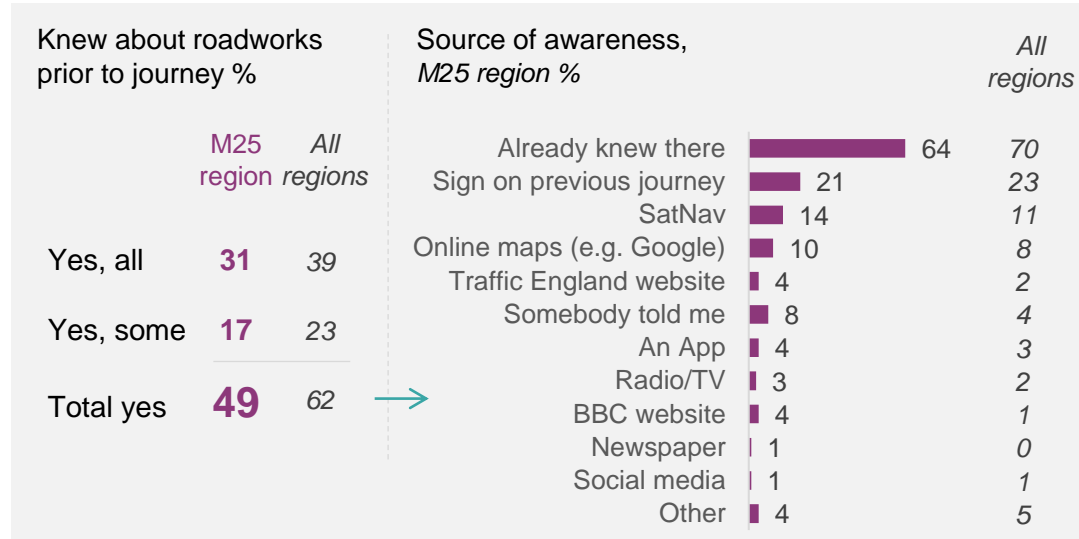 Knew about roadworks
prior to journey %
M25 All
region regions
Yes, all 31 39
Yes, some 17 23
Total yes 49 62
Source of awareness,
M25 region %
All
regions
Already knew there 64 70
Sign on previous journey 21 23
SatNav 14 11
Online maps (e.g. Google) 10 8
Traffic England website 4 2
Somebody told me 8 4
An App 4 3
Radio/TV 3 2
BBC website 4 1
Newspaper 1 0
Social media 1 1
Other 4 5